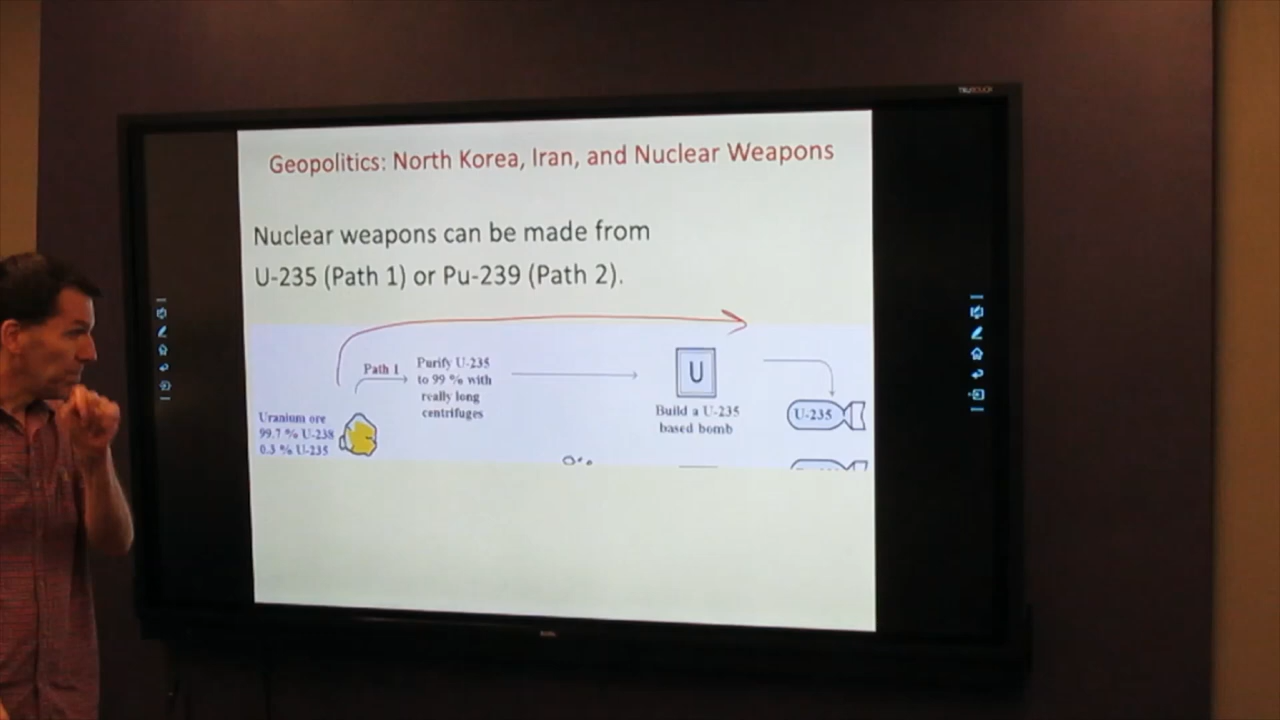 TRUTOUCH
Geopolitics: North Korea, Iran, and Nuclear Weapons
Nuclear weapons can be made from
U-235 (Path 1) or Pu-239 (Path 2).
Path 1
Purify U-235
to 99 % with
really long
centrifuges
U
Build a U-235
based bomb
U-235
Uranium ore
99.7 % U-238
0.3 % U-235